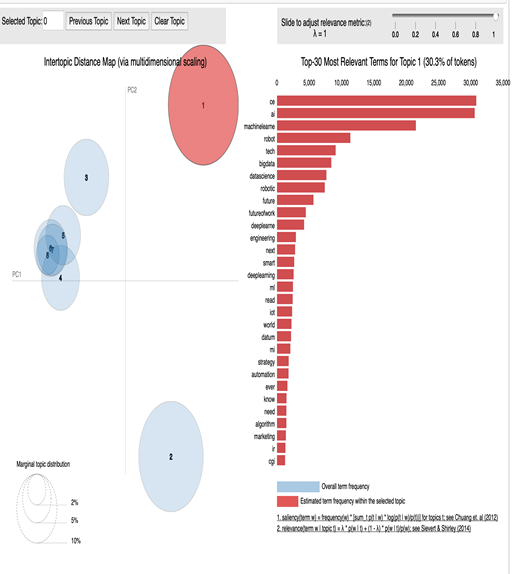 Selected Topic: 0 Previous Topic Next Topic Clear Topic
Slide to adjust relevance metric:(2)
λ = 1
0.0 0.2 0.4 0.6 0.8 1
Intertopic Distance Map (via multidimensional scaling)
PC2
PC1
1
3
5
8
4
2
Marginal topic distribution
2%
5%
10%
Top-30 Most Relevant Terms for Topic 1 (30.3% of tokens)
0 5,000 10,000 15,000 20,000 25,000 30,000 35,000
ce
ai
machinelearne
robot
tech
bigdata
datascience
robotic
future
futureofwork
deeplearne
engineering
next
smart
deeplearning
ml
read
iot
world
datum
mi
strategy
automation
ever
know
need
algorithm
marketing
ir
cgi
Overall term frequency
Estimated term frequency within the selected topic
1. saliency(term w) = frequency(w) * [sum_t p(t | w) * log(p(t | w)/p(t))] for topics t; see Chuang et. al (2012)
2. relevance(term w | topic t) = λ * p(w | t) + (1 - λ) * p(w | t)/p(w); see Sievert & Shirley (2014)